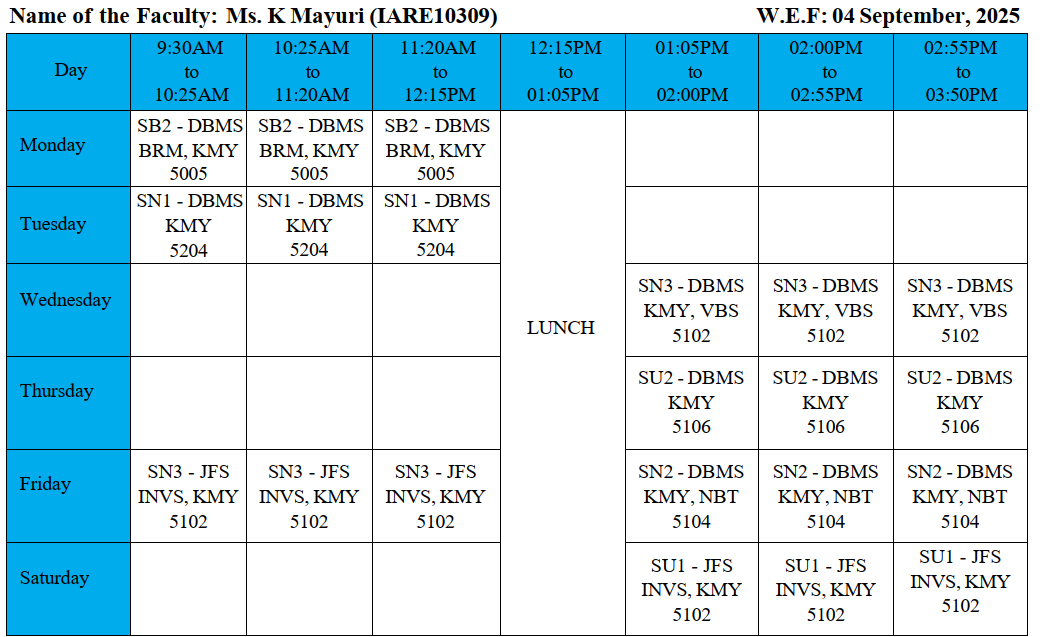 Name of the Faculty: Ms. K Mayuri (IARE10309) W.E.F: 04 September, 2025
Day
9:30AM
to
10:25AM
10:25AM
to
11:20AM
11:20AM
to
12:15PM
12:15PM
to
01:05PM
01:05PM
to
02:00PM
02:00PM
to
02:55PM
02:55PM
to
03:50PM
Monday
SB2 - DBMS
BRM, KMY
5005
SB2 - DBMS
BRM, KMY
5005
SB2 - DBMS
BRM, KMY
5005
LUNCH
Tuesday
SN1 - DBMS
KMY
5204
SN1 - DBMS
KMY
5204
SN1 - DBMS
KMY
5204
Wednesday
SN3 - DBMS
KMY, VBS
5102
SN3 - DBMS
KMY, VBS
5102
SN3 - DBMS
KMY, VBS
5102
Thursday
SU2 - DBMS
KMY
5106
SU2 - DBMS
KMY
5106
SU2 - DBMS
KMY
5106
Friday
SN3 - JFS
INVS, KMY
5102
SN3 - JFS
INVS, KMY
5102
SN3 - JFS
INVS, KMY
5102
SN2 - DBMS
KMY, NBT
5104
SN2 - DBMS
KMY, NBT
5104
SN2 - DBMS
KMY, NBT
5104
Saturday
SU1 - JFS
INVS, KMY
5102
SU1 - JFS
INVS, KMY
5102
SU1 - JFS
INVS, KMY
5102